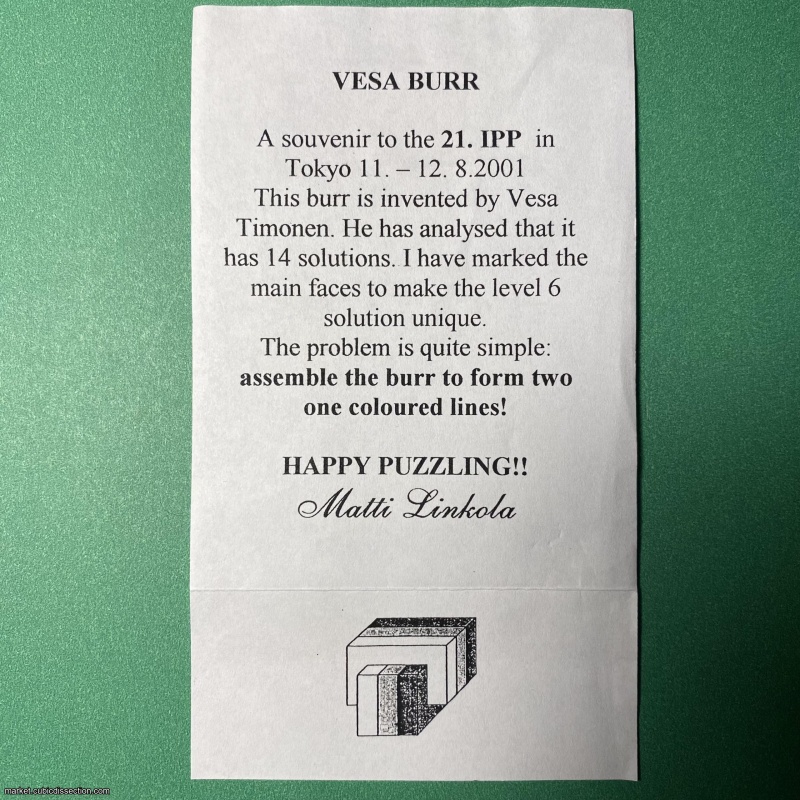 VESA BURR
A souvenir to the 21. IPP in
Tokyo 11. – 12. 8.2001
This burr is invented by Vesa
Timonen. He has analysed that it
has 14 solutions. I have marked the
main faces to make the level 6
solution unique.
The problem is quite simple:
assemble the burr to form two
one coloured lines!
HAPPY PUZZLING!!
Matti Linkola
market.cubicdissection.com